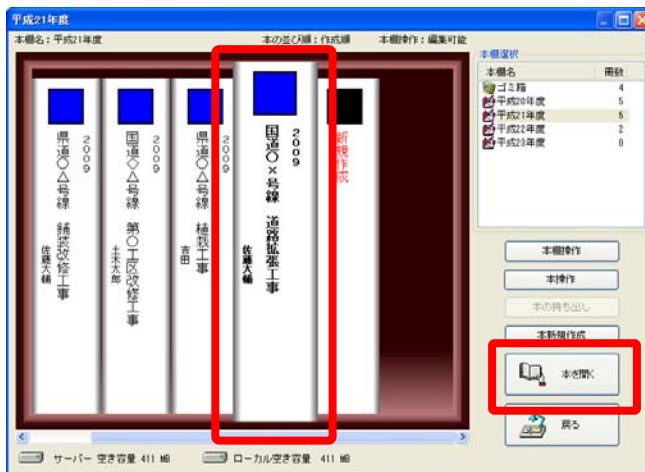 平成21年度
本棚名：平成21年度
本の並び順：作成順
本棚操作：編集可能
2009
県道〇△号線 舗装改修工事
佐藤大輔
2009
国道◇△号線 第〇工区改修工事
土木太郎
2009
県道〇△号線 植栽工事
吉田
2009
国道〇×号線 道路拡張工事
佐藤大輔
新規作成
本棚選択
本棚名 冊数
ゴミ箱 4
平成20年度 5
平成21年度 5
平成22年度 2
平成23年度 0
本棚操作
本操作
本の持ち出し
本新規作成
本を開く
戻る
サーバー 空き容量 411 MB
ローカル空き容量 411 MB